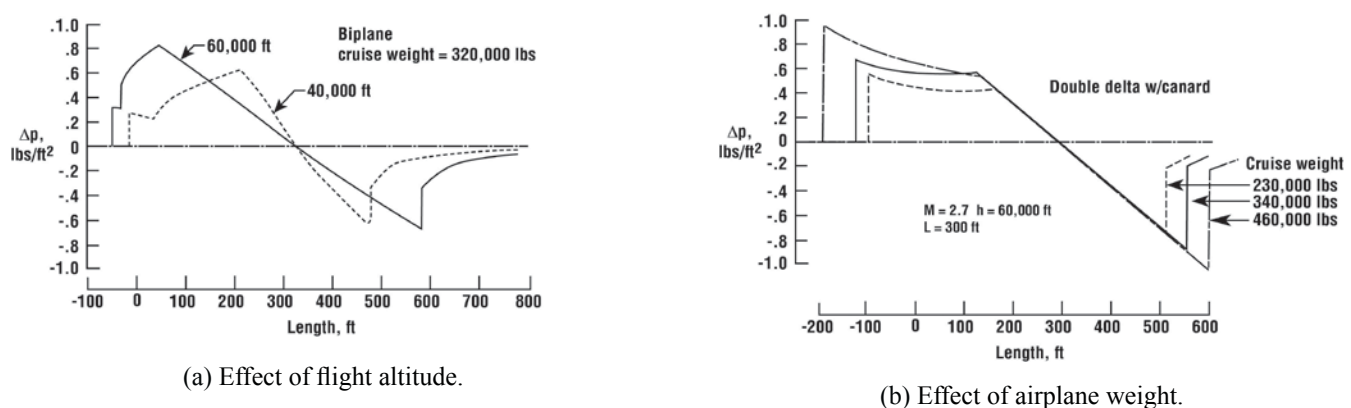 .1.0
.8
.6
.4
.2
0
-.2
-.4
-.6
-.8
-1.0
Δp,
lbs/ft²
60,000 ft
40,000 ft
Biplane
cruise weight = 320,000 lbs
-100 0 100 200 300 400 500 600 700 800
Length, ft
(a) Effect of flight altitude.
.1.0
.8
.6
.4
.2
0
-.2
-.4
-.6
-.8
-1.0
Δp,
lbs/ft²
Double delta w/canard
Cruise weight
230,000 lbs
340,000 lbs
460,000 lbs
M = 2.7 h = 60,000 ft
L = 300 ft
-200 -100 0 100 200 300 400 500 600
Length, ft
(b) Effect of airplane weight.